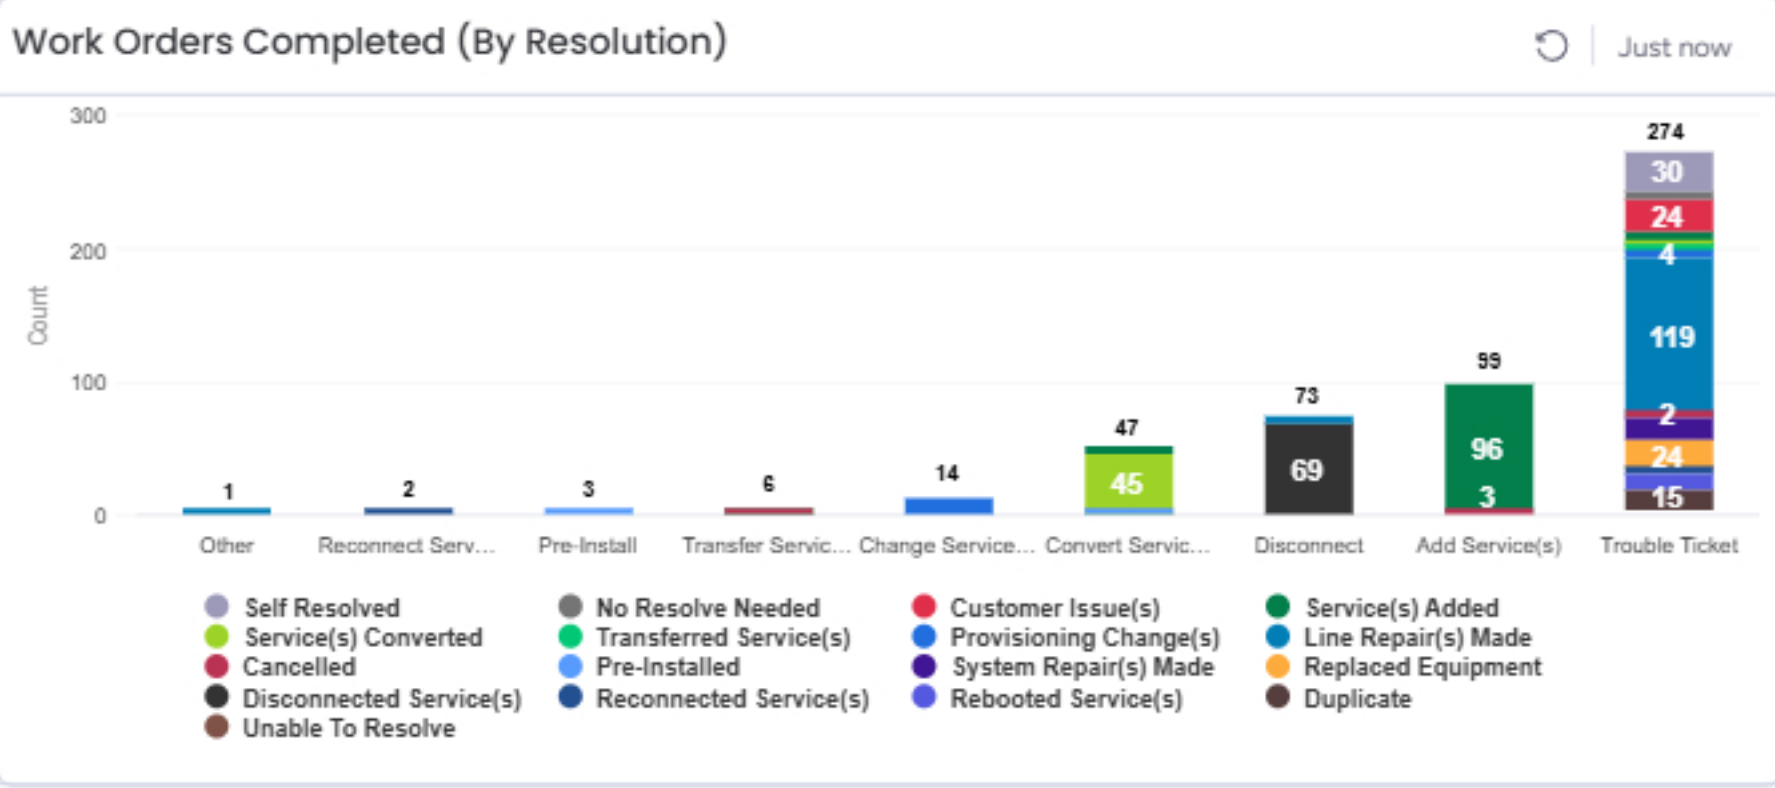 Work Orders Completed (By Resolution)
Just now
300
274
30
24
200
4
Count
119
99
100
73
2
47
96
24
69
45
14
6
3
2
1
3
15
0
Other
Reconnect Serv...
Pre-Install
Transfer Servic...
Change Service...
Convert Servic...
Disconnect
Add Service(s)
Trouble Ticket
Self Resolved
No Resolve Needed
Customer Issue(s)
Service(s) Added
Service(s) Converted
Transferred Service(s)
Provisioning Change(s)
Line Repair(s) Made
Cancelled
Pre-Installed
System Repair(s) Made
Replaced Equipment
Disconnected Service(s)
Reconnected Service(s)
Rebooted Service(s)
Duplicate
Unable To Resolve